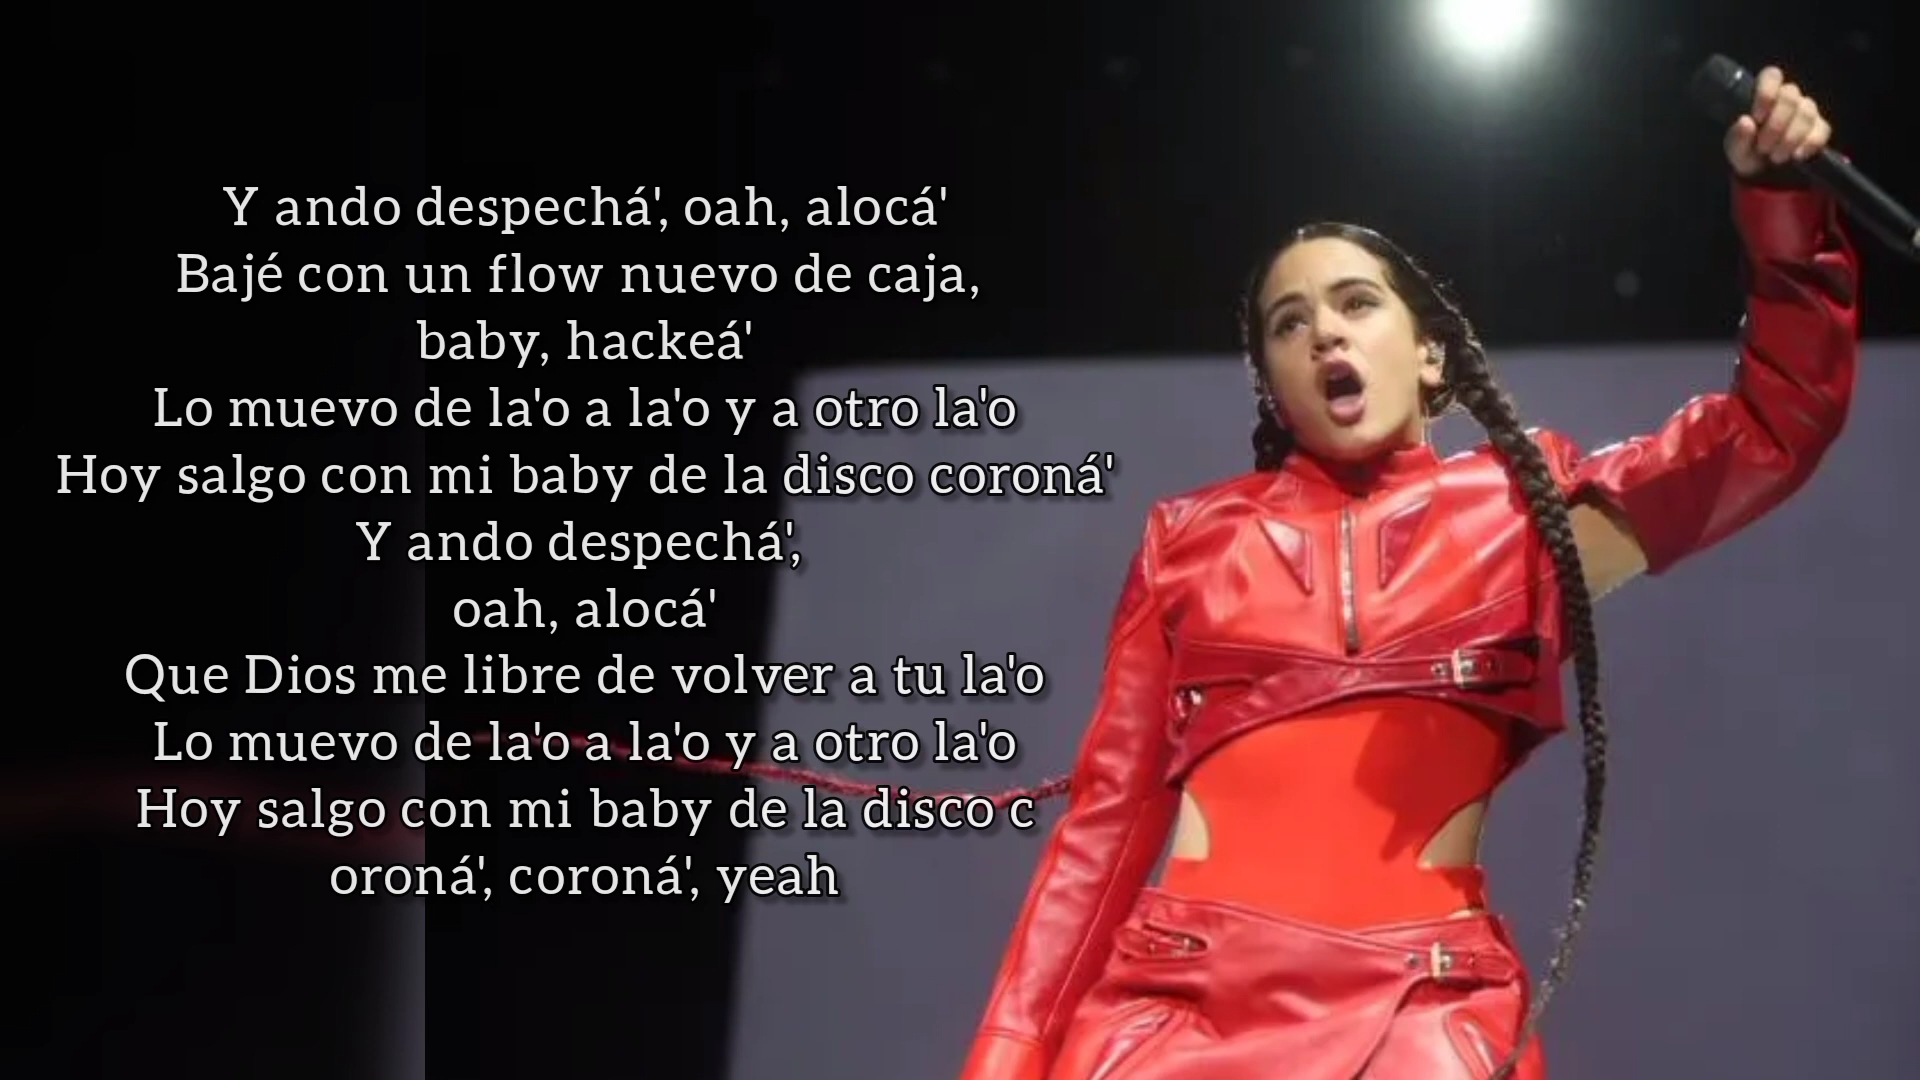 Y ando despechá', oah, alocá'
Bajé con un flow nuevo de caja,
baby, hackeá'
Lo muevo de la'o a la'o y a otro la'o
Hoy salgo con mi baby de la disco coroná'
Y ando despechá',
oah, alocá'
Que Dios me libre de volver a tu la'o
Lo muevo de la'o a la'o y a otro la'o
Hoy salgo con mi baby de la disco c
oroná', coroná', yeah